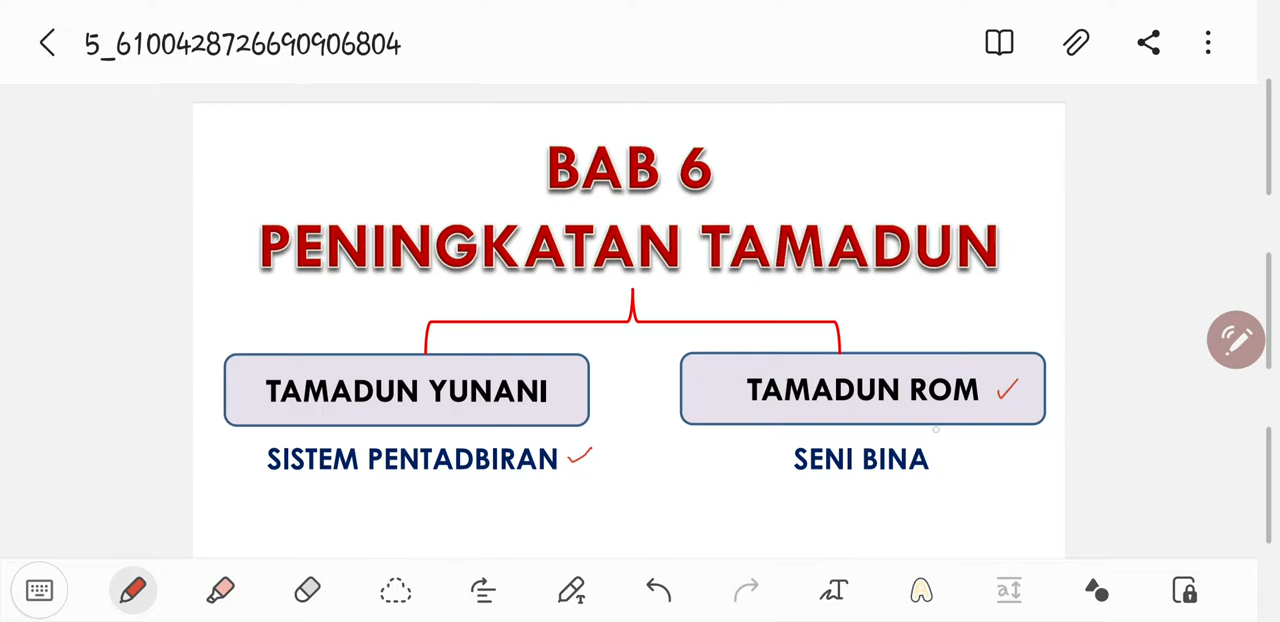 5_6100428726690906804
BAB 6
PENINGKATAN TAMADUN
TAMADUN YUNANI
TAMADUN ROM
SISTEM PENTADBIRAN
SENI BINA